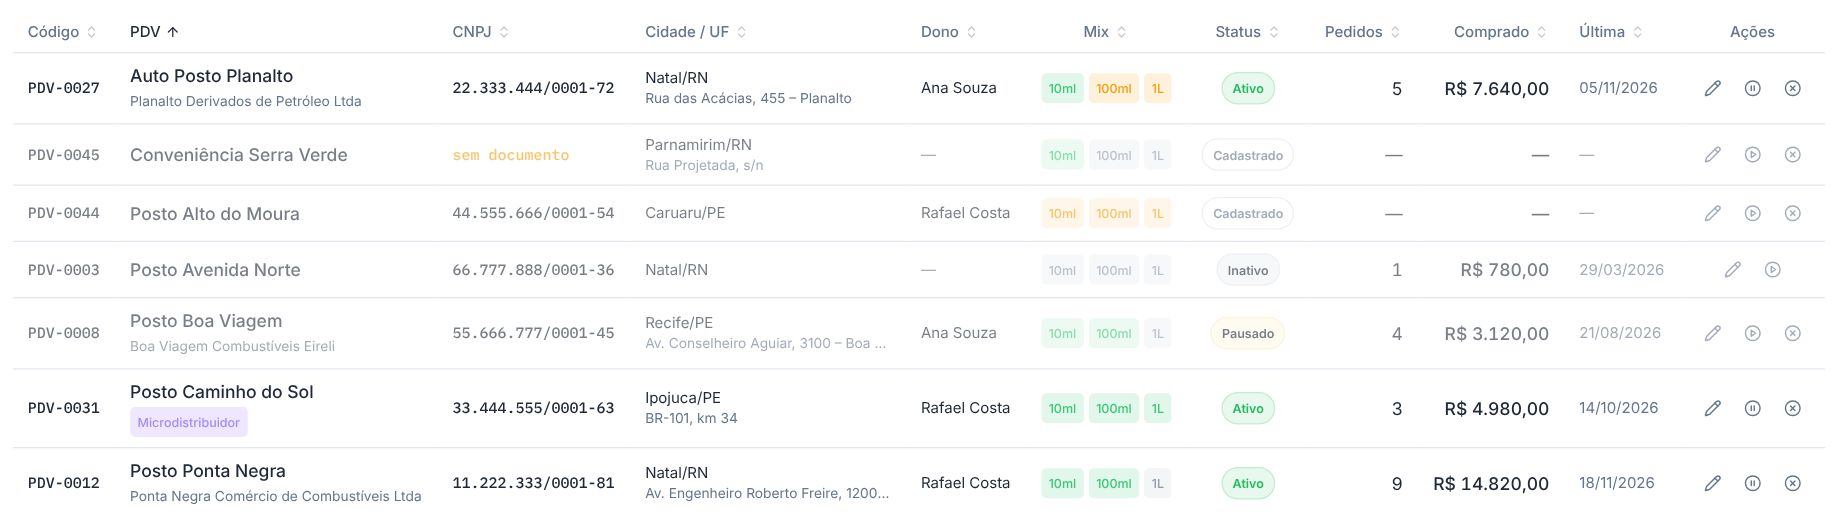 Código PDV CNPJ Cidade / UF Dono Mix Status Pedidos Comprado Última Ações
PDV-0027 Auto Posto Planalto 22.333.444/0001-72 Natal/RN Ana Souza 10ml 100ml 1L Ativo 5 R$ 7.640,00 05/11/2026
Planalto Derivados de Petróleo Ltda Rua das Acácias, 455 – Planalto
PDV-0045 Conveniência Serra Verde sem documento Parnamirim/RN — 10ml 100ml 1L Cadastrado — — —
Rua Projetada, s/n
PDV-0044 Posto Alto do Moura 44.555.666/0001-54 Caruaru/PE Rafael Costa 10ml 100ml 1L Cadastrado — — —
PDV-0003 Posto Avenida Norte 66.777.888/0001-36 Natal/RN — 10ml 100ml 1L Inativo 1 R$ 780,00 29/03/2026
PDV-0008 Posto Boa Viagem 55.666.777/0001-45 Recife/PE Ana Souza 10ml 100ml 1L Pausado 4 R$ 3.120,00 21/08/2026
Boa Viagem Combustíveis Eireli Av. Conselheiro Aguiar, 3100 – Boa ...
PDV-0031 Posto Caminho do Sol 33.444.555/0001-63 Ipojuca/PE Rafael Costa 10ml 100ml 1L Ativo 3 R$ 4.980,00 14/10/2026
Microdistribuidor BR-101, km 34
PDV-0012 Posto Ponta Negra 11.222.333/0001-81 Natal/RN Rafael Costa 10ml 100ml 1L Ativo 9 R$ 14.820,00 18/11/2026
Ponta Negra Comércio de Combustíveis Ltda Av. Engenheiro Roberto Freire, 1200...